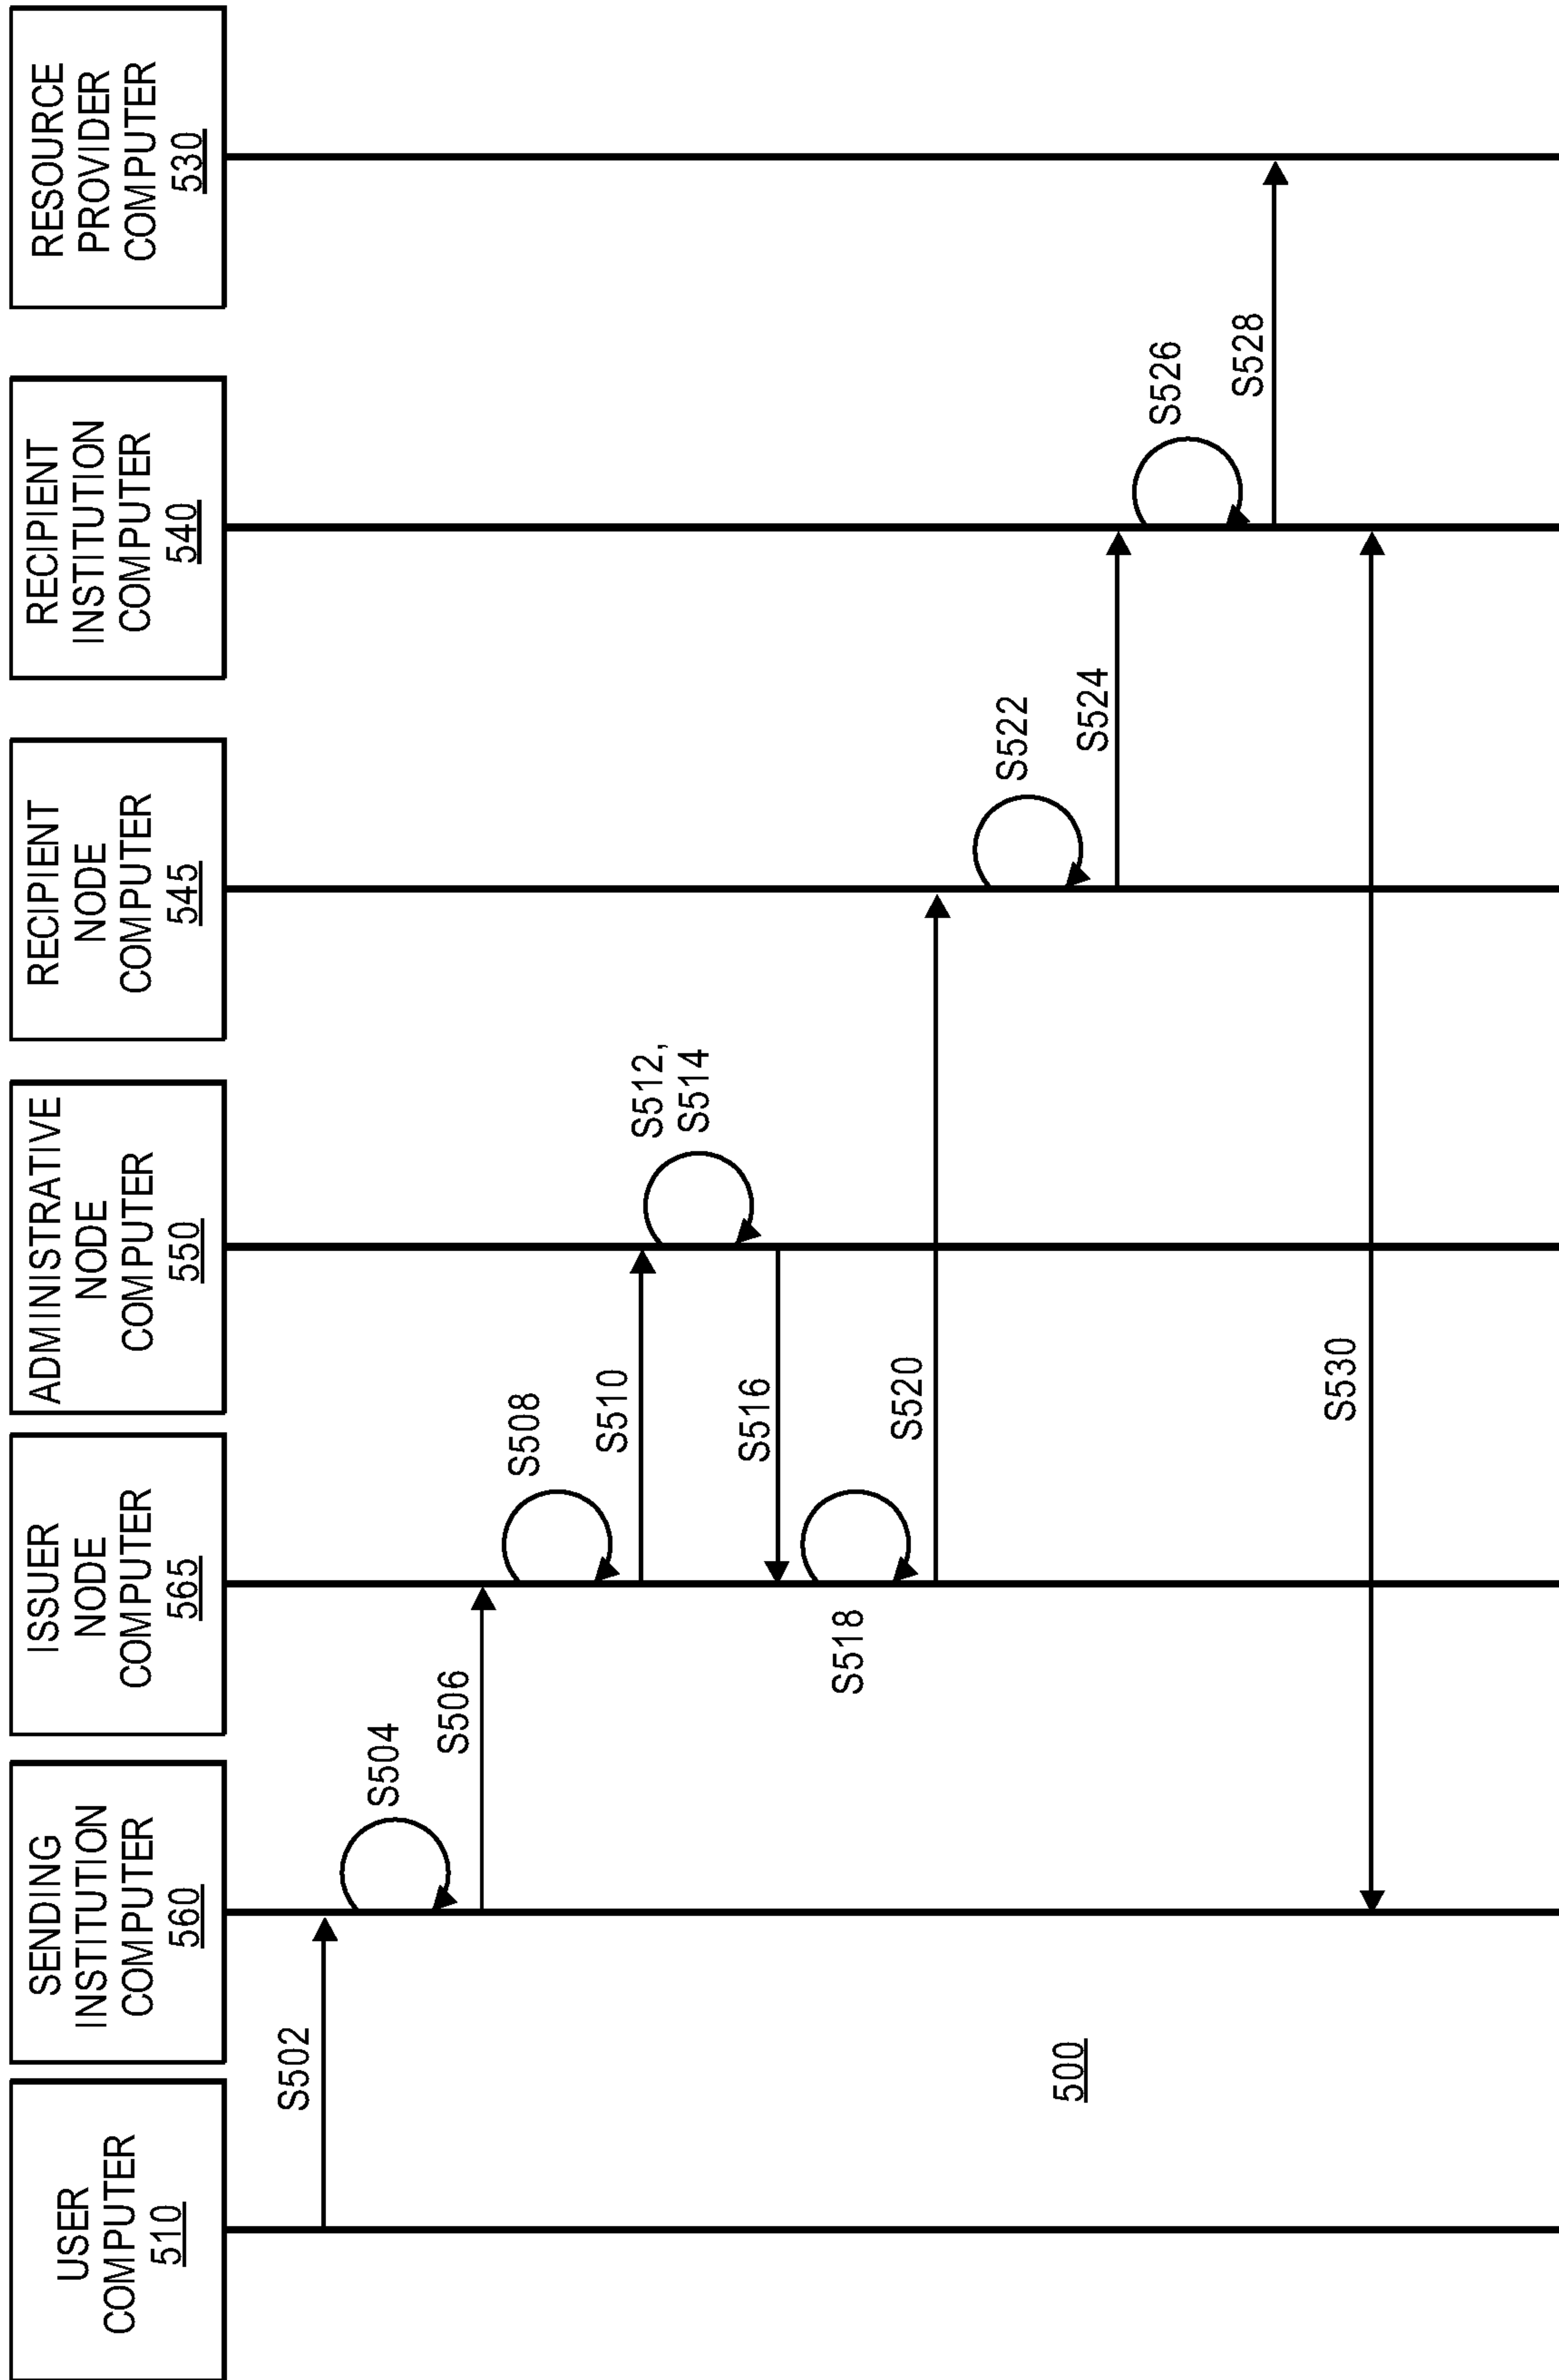 USER
COMPUTER
510
SENDING
INSTITUTION
COMPUTER
560
ISSUER
NODE
COMPUTER
565
ADMINISTRATIVE
NODE
COMPUTER
550
RECIPIENT
NODE
COMPUTER
545
RECIPIENT
INSTITUTION
COMPUTER
540
RESOURCE
PROVIDER
COMPUTER
530
S502
S504
S506
S508
S510
S512,
S514
S516
S518
S520
S522
S524
S526
S528
S530
500